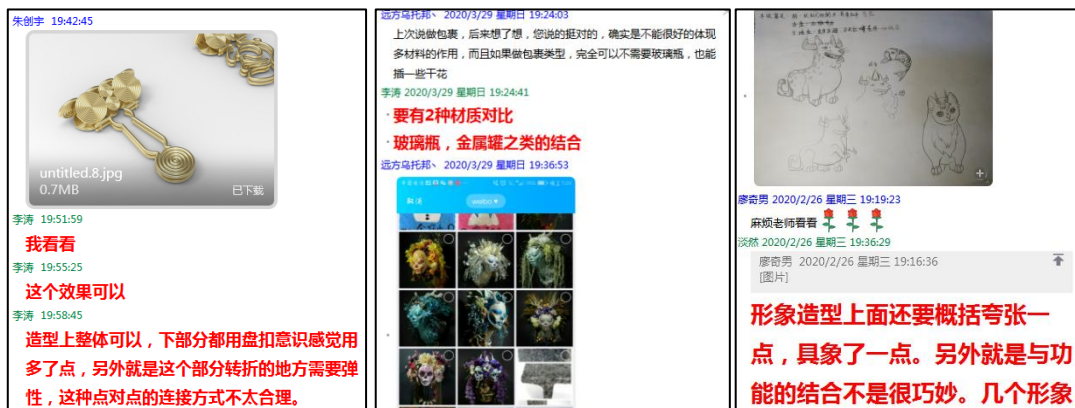 朱创宇 19:42:45
untitled.8.jpg
0.7MB
已下载
李涛 19:51:59
我看看
李涛 19:55:25
这个效果可以
李涛 19:58:45
造型上整体可以，下部分都用盘扣意识感觉用
多了点，另外就是这个部分转折的地方需要弹
性，这种点对点的连接方式不太合理。
远方乌托邦丶 2020/3/29 星期日 19:24:03
上次说做包裹，后来想了想，您说的挺对的，确实是不能很好的体现
多材料的作用，而且如果做包裹类型，完全可以不需要玻璃瓶，也能
插一些干花
李涛 2020/3/29 星期日 19:24:41
要有2种材质对比
玻璃瓶，金属罐之类的结合
远方乌托邦丶 2020/3/29 星期日 19:36:53
取消
weibo
廖奇男 2020/2/26 星期三 19:19:23
麻烦老师看看
淡然 2020/2/26 星期三 19:36:29
廖奇男 2020/2/26 星期三 19:16:36
[图片]
形象造型上面还要概括夸张一
点，具象了一点。另外就是与功
能的结合不是很巧妙。几个形象